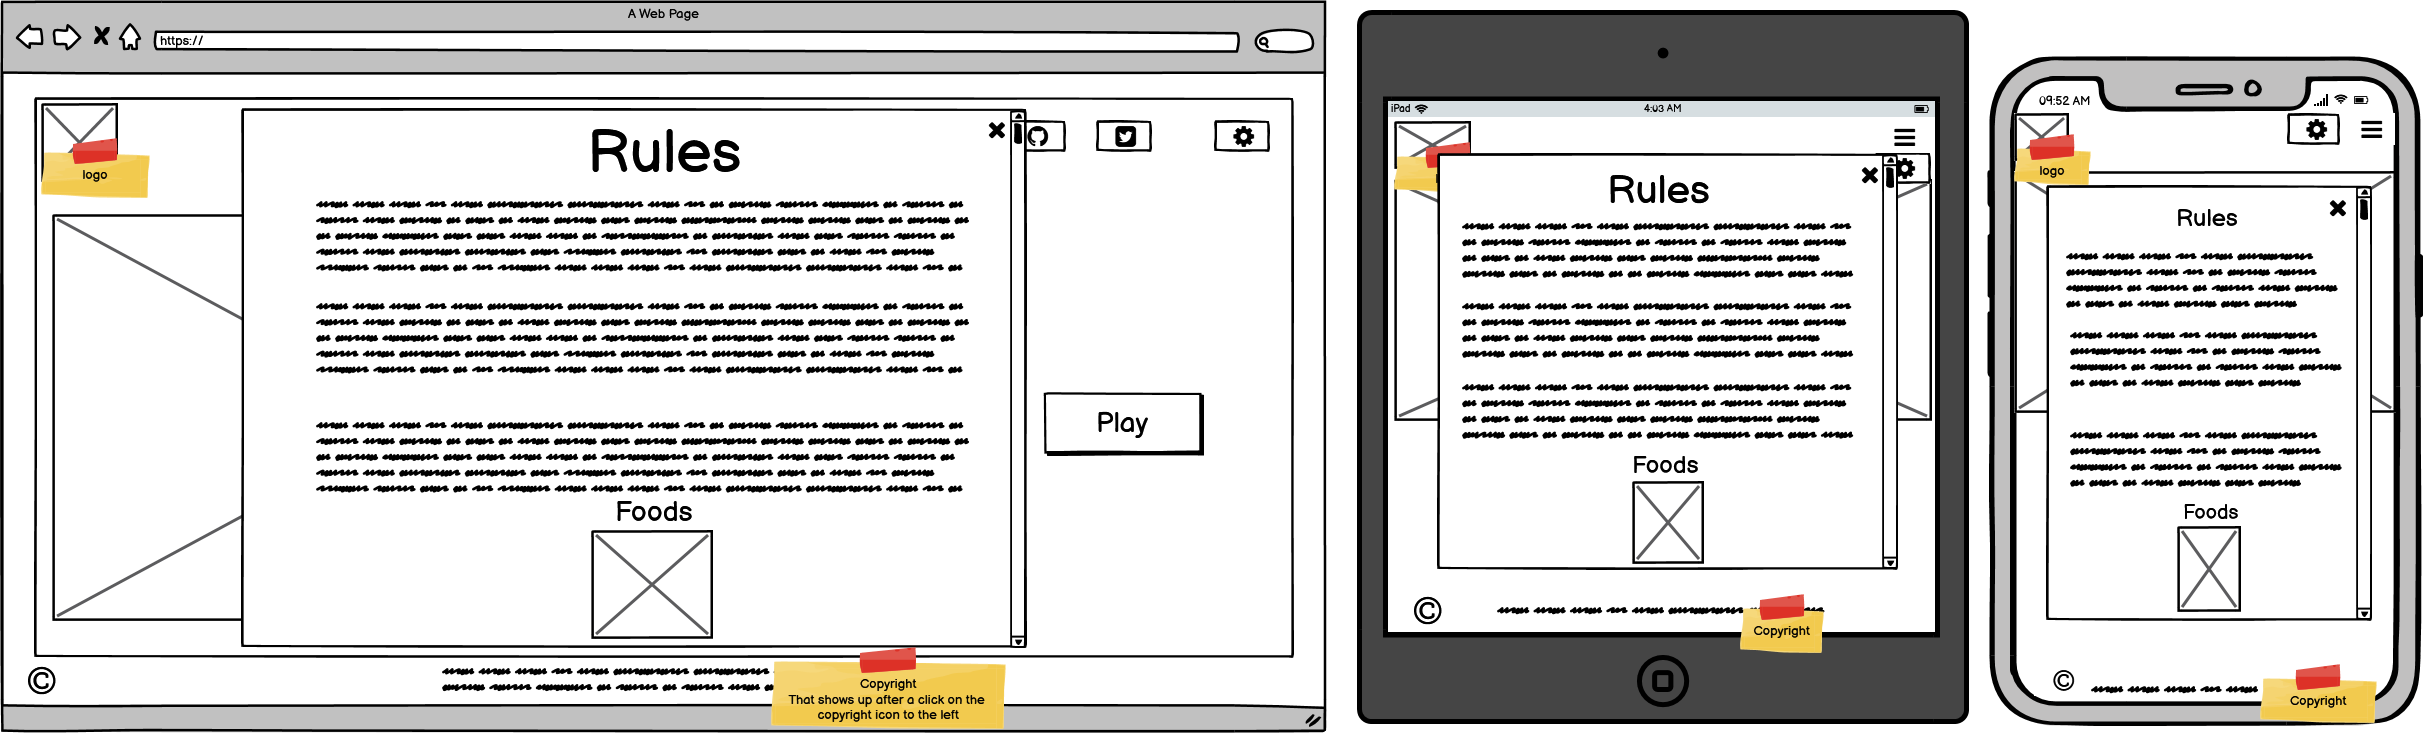 A Web Page
https://
logo
Rules
Foods
Play
©
Copyright
That shows up after a click on the
copyright icon to the left
iPad
4:03 AM
Rules
Foods
©
Copyright
09:52 AM
logo
Rules
Foods
©
Copyright